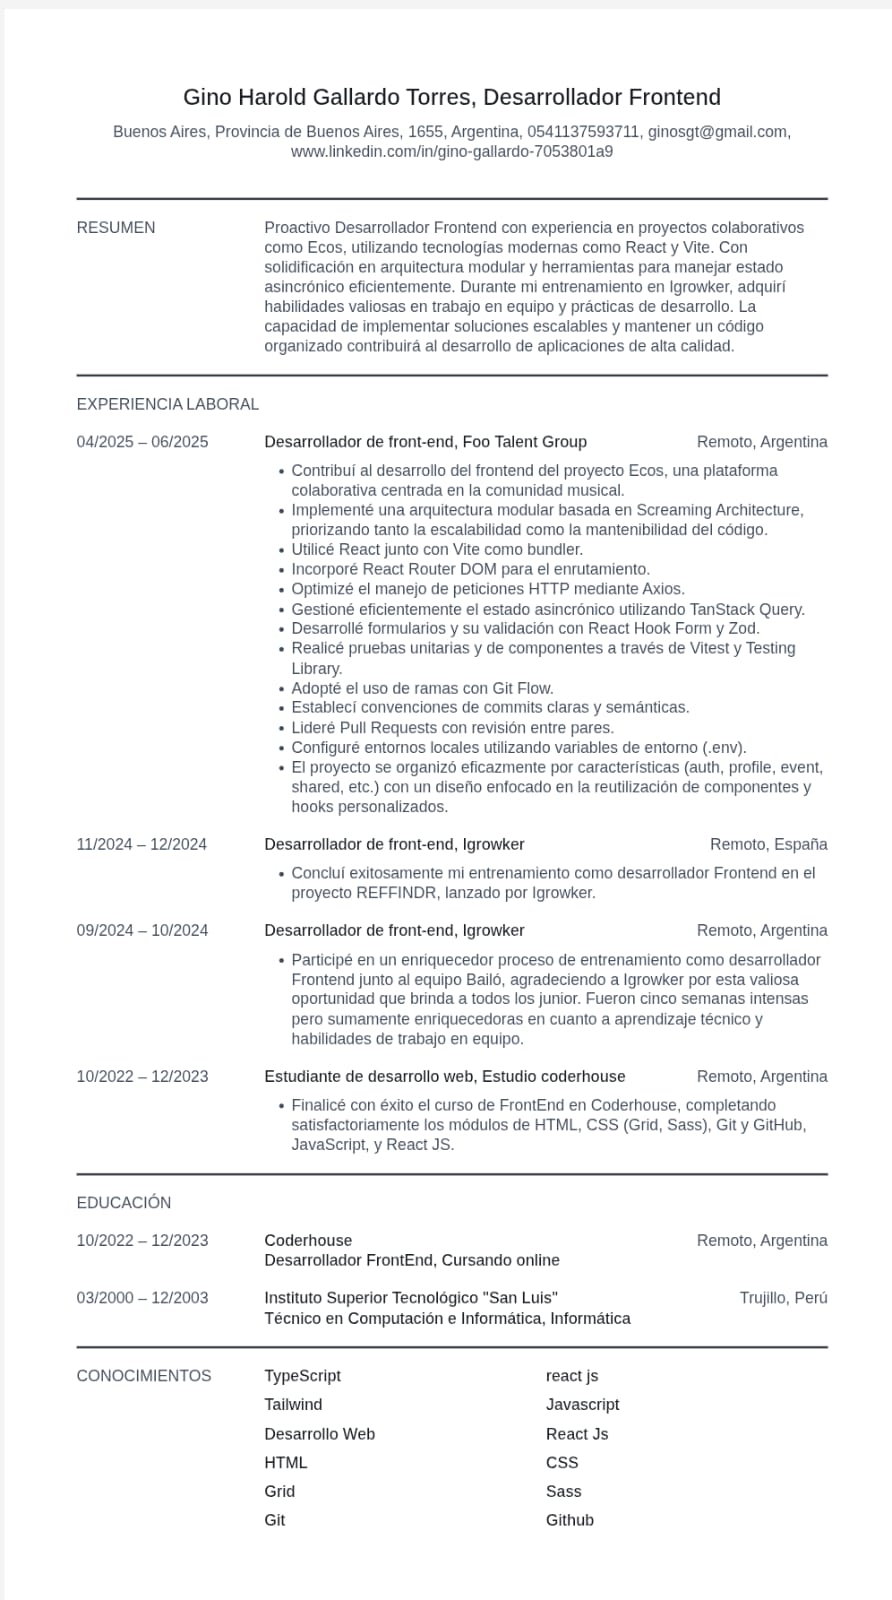 Gino Harold Gallardo Torres, Desarrollador Frontend
Buenos Aires, Provincia de Buenos Aires, 1655, Argentina, 0541137593711, ginosgt@gmail.com,
www.linkedin.com/in/gino-gallardo-7053801a9
RESUMEN
Proactivo Desarrollador Frontend con experiencia en proyectos colaborativos
como Ecos, utilizando tecnologías modernas como React y Vite. Con
solidificación en arquitectura modular y herramientas para manejar estado
asincrónico eficientemente. Durante mi entrenamiento en Igrowker, adquirí
habilidades valiosas en trabajo en equipo y prácticas de desarrollo. La
capacidad de implementar soluciones escalables y mantener un código
organizado contribuirá al desarrollo de aplicaciones de alta calidad.
EXPERIENCIA LABORAL
04/2025 – 06/2025 Desarrollador de front-end, Foo Talent Group Remoto, Argentina
• Contribuí al desarrollo del frontend del proyecto Ecos, una plataforma
colaborativa centrada en la comunidad musical.
• Implementé una arquitectura modular basada en Screaming Architecture,
priorizando tanto la escalabilidad como la mantenibilidad del código.
• Utilicé React junto con Vite como bundler.
• Incorporé React Router DOM para el enrutamiento.
• Optimizé el manejo de peticiones HTTP mediante Axios.
• Gestioné eficientemente el estado asincrónico utilizando TanStack Query.
• Desarrollé formularios y su validación con React Hook Form y Zod.
• Realicé pruebas unitarias y de componentes a través de Vitest y Testing
Library.
• Adopté el uso de ramas con Git Flow.
• Establecí convenciones de commits claras y semánticas.
• Lideré Pull Requests con revisión entre pares.
• Configuré entornos locales utilizando variables de entorno (.env).
• El proyecto se organizó eficazmente por características (auth, profile, event,
shared, etc.) con un diseño enfocado en la reutilización de componentes y
hooks personalizados.
11/2024 – 12/2024 Desarrollador de front-end, Igrowker Remoto, España
• Concluí exitosamente mi entrenamiento como desarrollador Frontend en el
proyecto REFFINDR, lanzado por Igrowker.
09/2024 – 10/2024 Desarrollador de front-end, Igrowker Remoto, Argentina
• Participé en un enriquecedor proceso de entrenamiento como desarrollador
Frontend junto al equipo Bailó, agradeciendo a Igrowker por esta valiosa
oportunidad que brinda a todos los junior. Fueron cinco semanas intensas
pero sumamente enriquecedoras en cuanto a aprendizaje técnico y
habilidades de trabajo en equipo.
10/2022 – 12/2023 Estudiante de desarrollo web, Estudio coderhouse Remoto, Argentina
• Finalicé con éxito el curso de FrontEnd en Coderhouse, completando
satisfactoriamente los módulos de HTML, CSS (Grid, Sass), Git y GitHub,
JavaScript, y React JS.
EDUCACIÓN
10/2022 – 12/2023 Coderhouse Remoto, Argentina
Desarrollador FrontEnd, Cursando online
03/2000 – 12/2003 Instituto Superior Tecnológico "San Luis" Trujillo, Perú
Técnico en Computación e Informática, Informática
CONOCIMIENTOS
TypeScript react js
Tailwind Javascript
Desarrollo Web React Js
HTML CSS
Grid Sass
Git Github